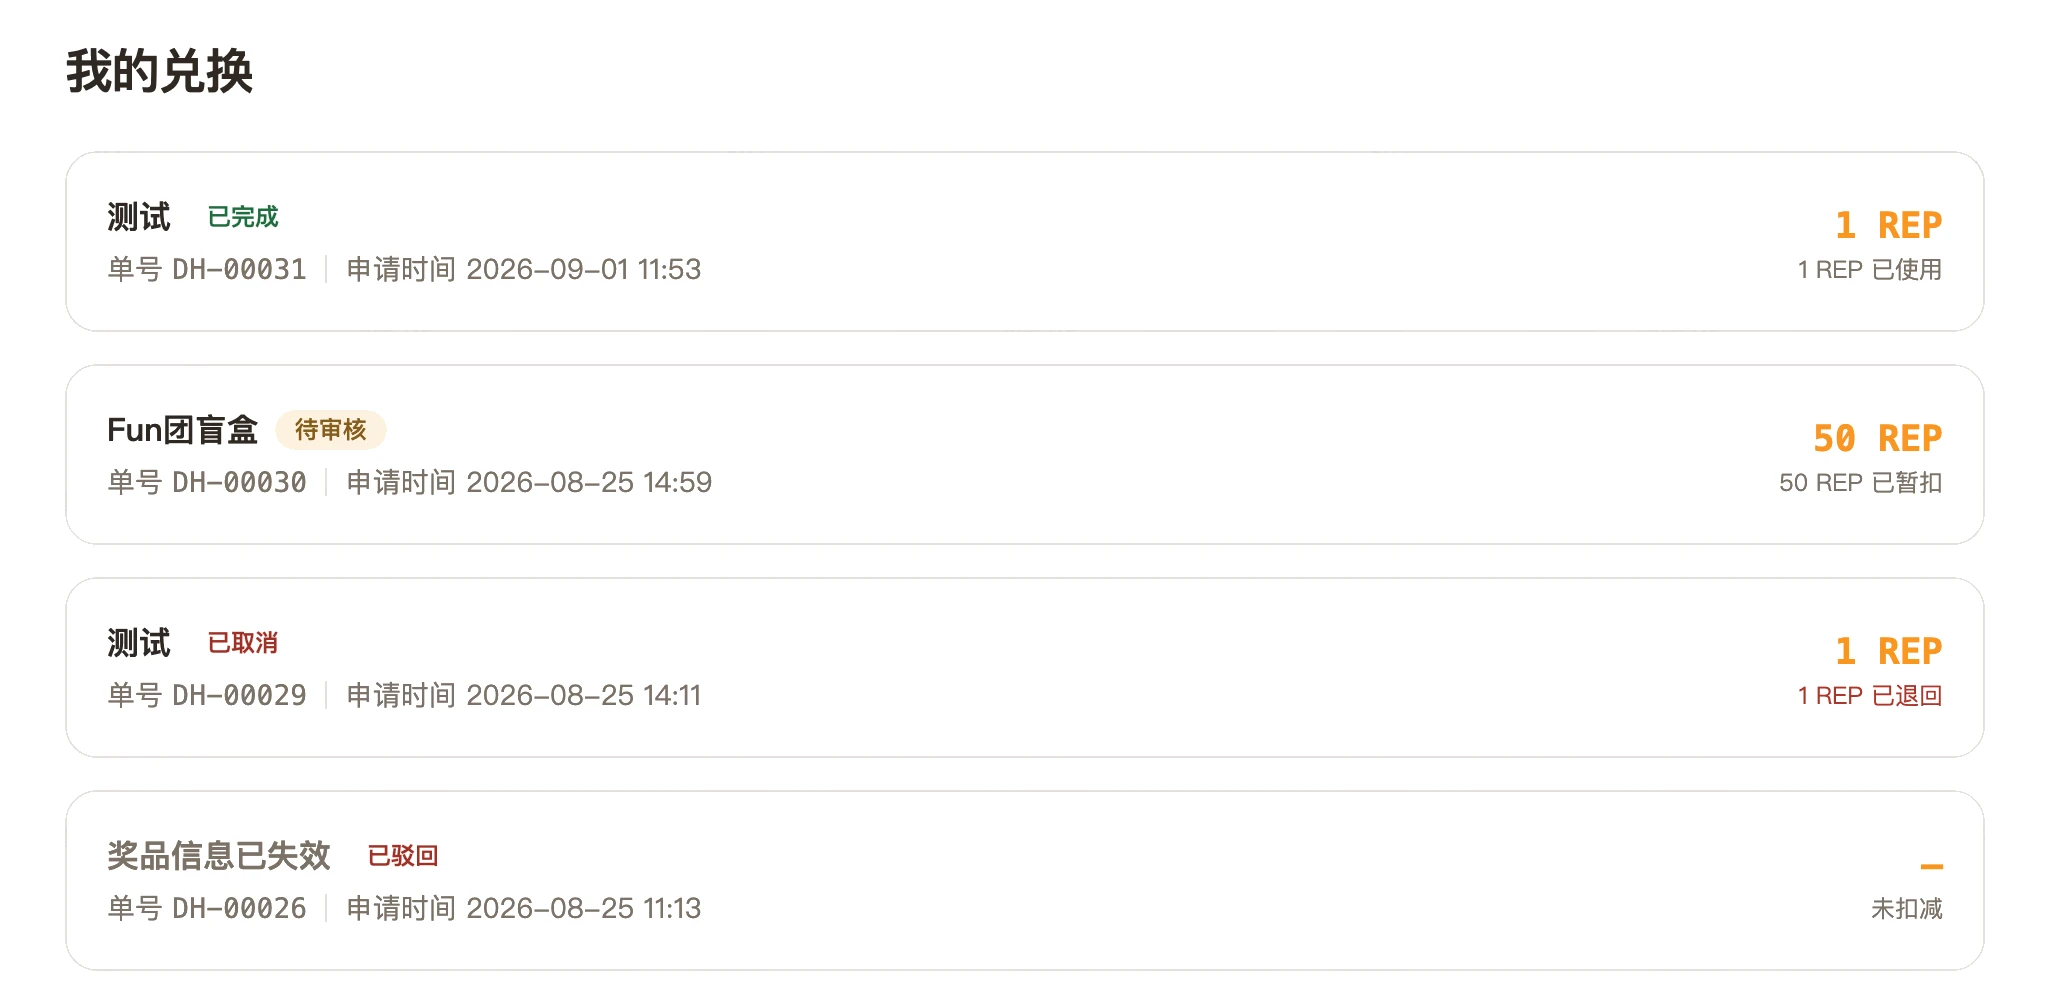 我的兑换
测试 已完成
单号 DH-00031 申请时间 2026-09-01 11:53
1 REP
1 REP 已使用
Fun团盲盒 待审核
单号 DH-00030 申请时间 2026-08-25 14:59
50 REP
50 REP 已暂扣
测试 已取消
单号 DH-00029 申请时间 2026-08-25 14:11
1 REP
1 REP 已退回
奖品信息已失效 已驳回
单号 DH-00026 申请时间 2026-08-25 11:13
—
未扣减